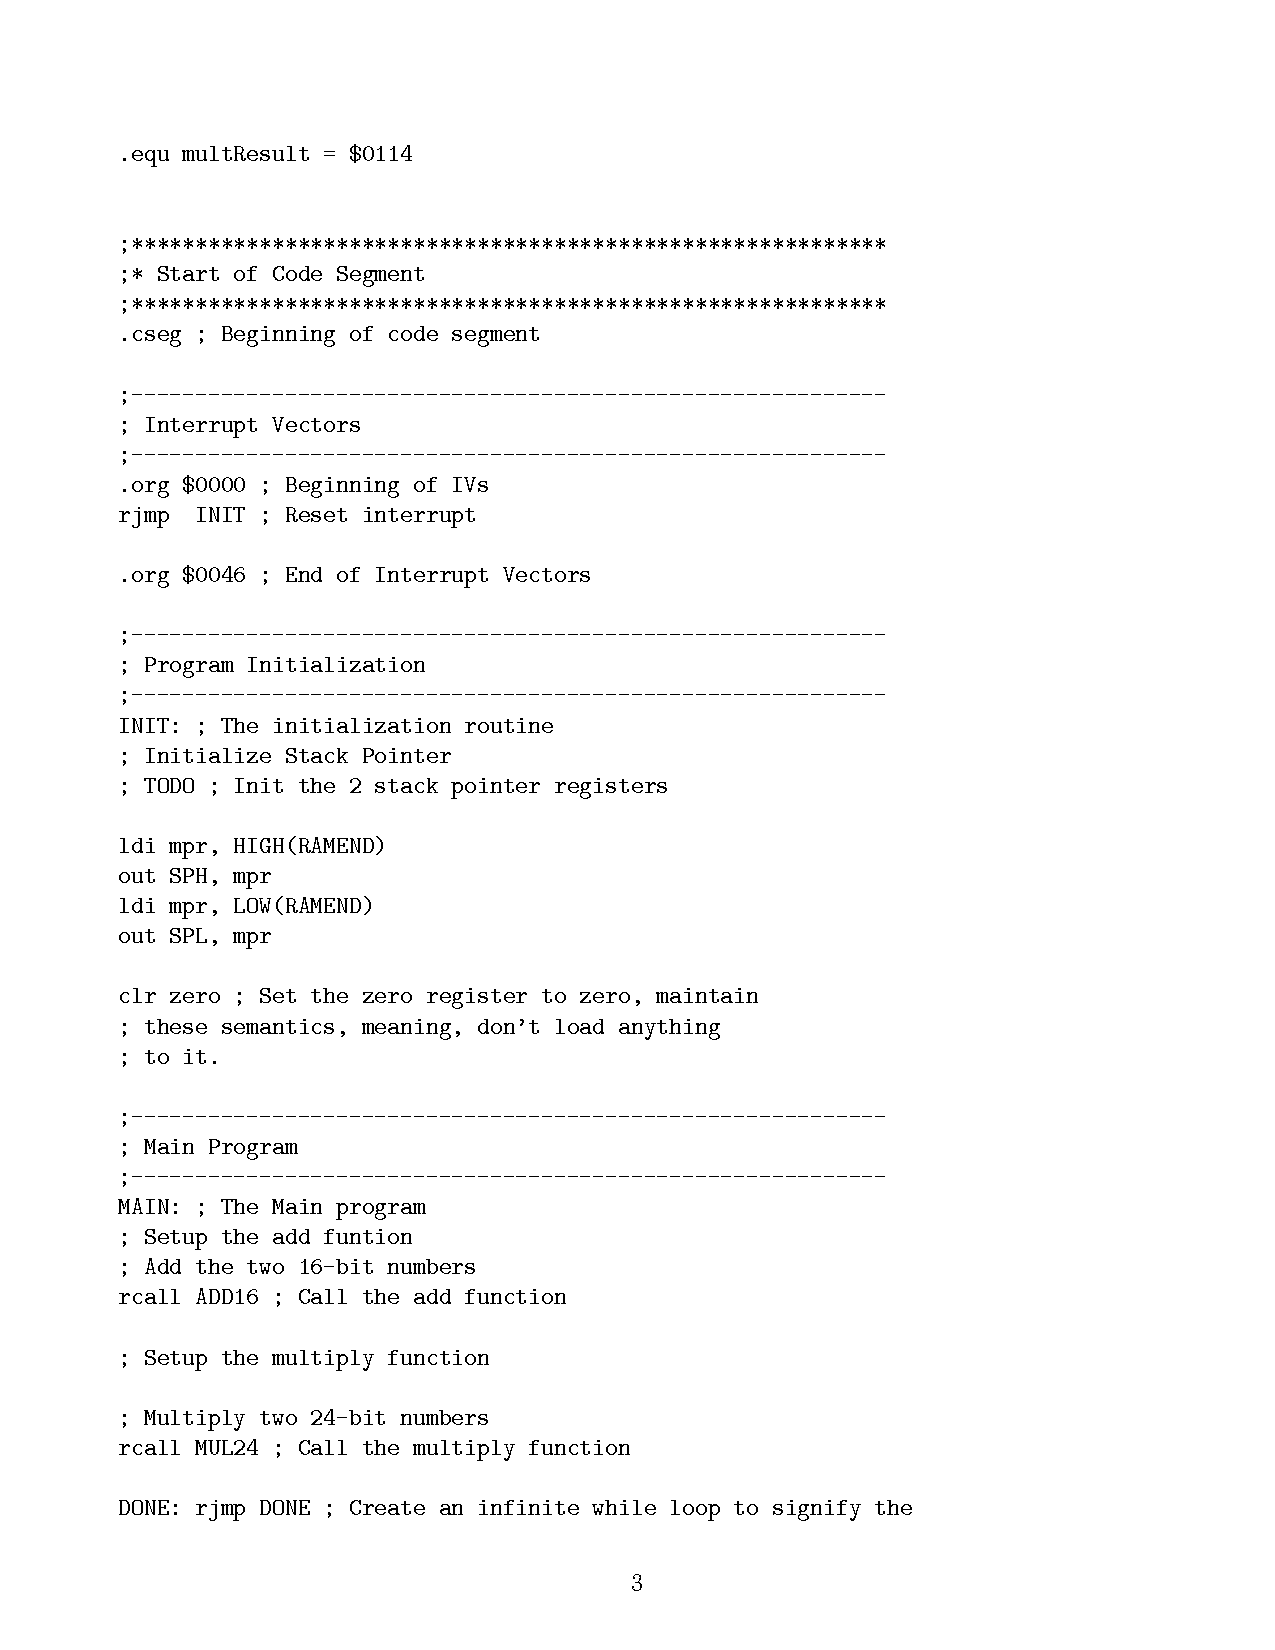 .equ multResult = $0114
;***********************************************************
;* Start of Code Segment
;***********************************************************
.cseg ; Beginning of code segment
;-----------------------------------------------------------
; Interrupt Vectors
;-----------------------------------------------------------
.org $0000 ; Beginning of IVs
rjmp  INIT ; Reset interrupt
.org $0046 ; End of Interrupt Vectors
;-----------------------------------------------------------
; Program Initialization
;-----------------------------------------------------------
INIT: ; The initialization routine
; Initialize Stack Pointer
; TODO ; Init the 2 stack pointer registers
ldi mpr, HIGH(RAMEND)
out SPH, mpr
ldi mpr, LOW(RAMEND)
out SPL, mpr
clr zero ; Set the zero register to zero, maintain
; these semantics, meaning, don’t load anything
; to it.
;-----------------------------------------------------------
; Main Program
;-----------------------------------------------------------
MAIN: ; The Main program
; Setup the add funtion
; Add the two 16-bit numbers
rcall ADD16 ; Call the add function
; Setup the multiply function
; Multiply two 24-bit numbers
rcall MUL24 ; Call the multiply function
DONE: rjmp DONE ; Create an infinite while loop to signify the
3